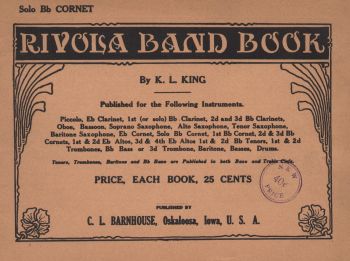 Solo Bb CORNET
RIVOLA BAND BOOK
By K. L. KING
Published for the Following Instruments.
Piccolo, Eb Clarinet, 1st (or solo) Bb Clarinet, 2d and 3d Bb Clarinets,
Oboe, Bassoon, Soprano Saxophone, Alto Saxophone, Tenor Saxophone,
Baritone Saxophone, Eb Cornet, Solo Bb Cornet, 1st Bb Cornet, 2d & 3d Bb
Cornets, 1st & 2d Eb Altos, 3d & 4th Eb Altos 1st & 2d Bb Tenors, 1st & 2d
Trombones, Bb Bass or 3d Trombone, Baritone, Basses, Drums.
Tenors, Trombones, Baritone and Bb Bass are Published in both Bass and Treble Clefs.
PRICE, EACH BOOK, 25 CENTS
NEW
40c
PRICE
PUBLISHED BY
C. L. BARNHOUSE, Oskaloosa, Iowa, U. S. A.